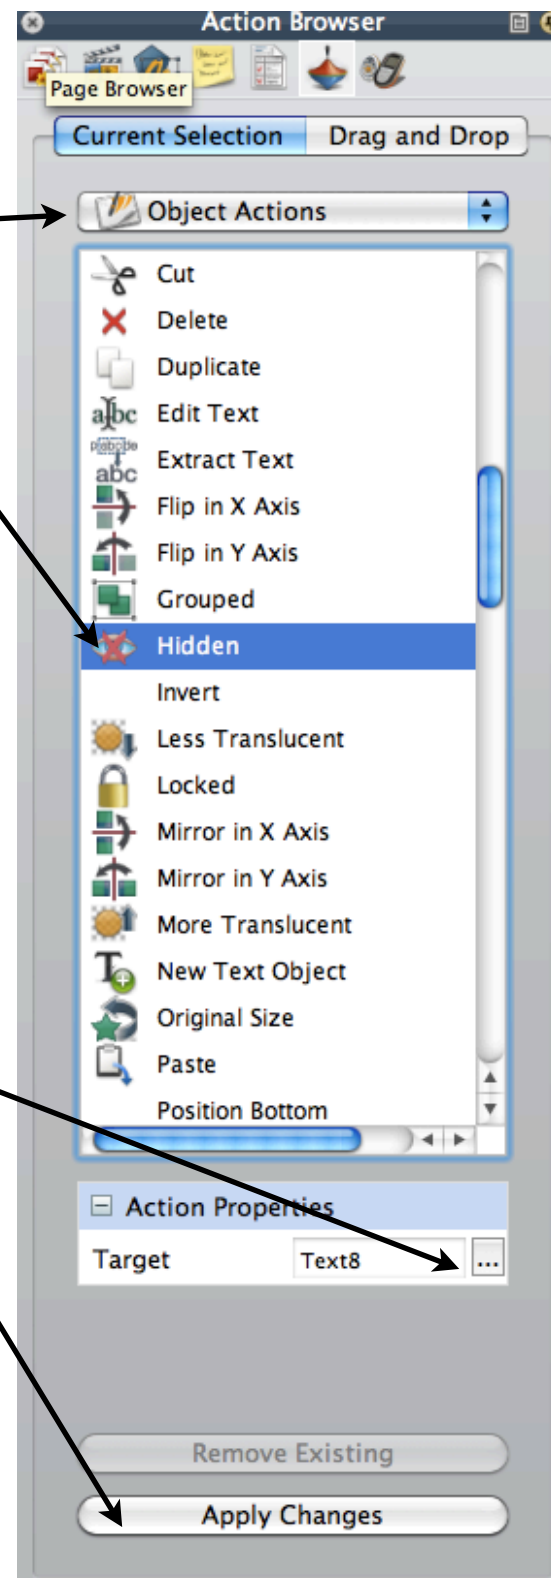 Action Browser
Page Browser
Current Selection Drag and Drop
Object Actions
Cut
Delete
Duplicate
a bc Edit Text
abc Extract Text
Flip in X Axis
Flip in Y Axis
Grouped
Hidden
Invert
Less Translucent
Locked
Mirror in X Axis
Mirror in Y Axis
More Translucent
T New Text Object
Original Size
Paste
Position Bottom
Action Properties
Target Text8 ...
Remove Existing
Apply Changes